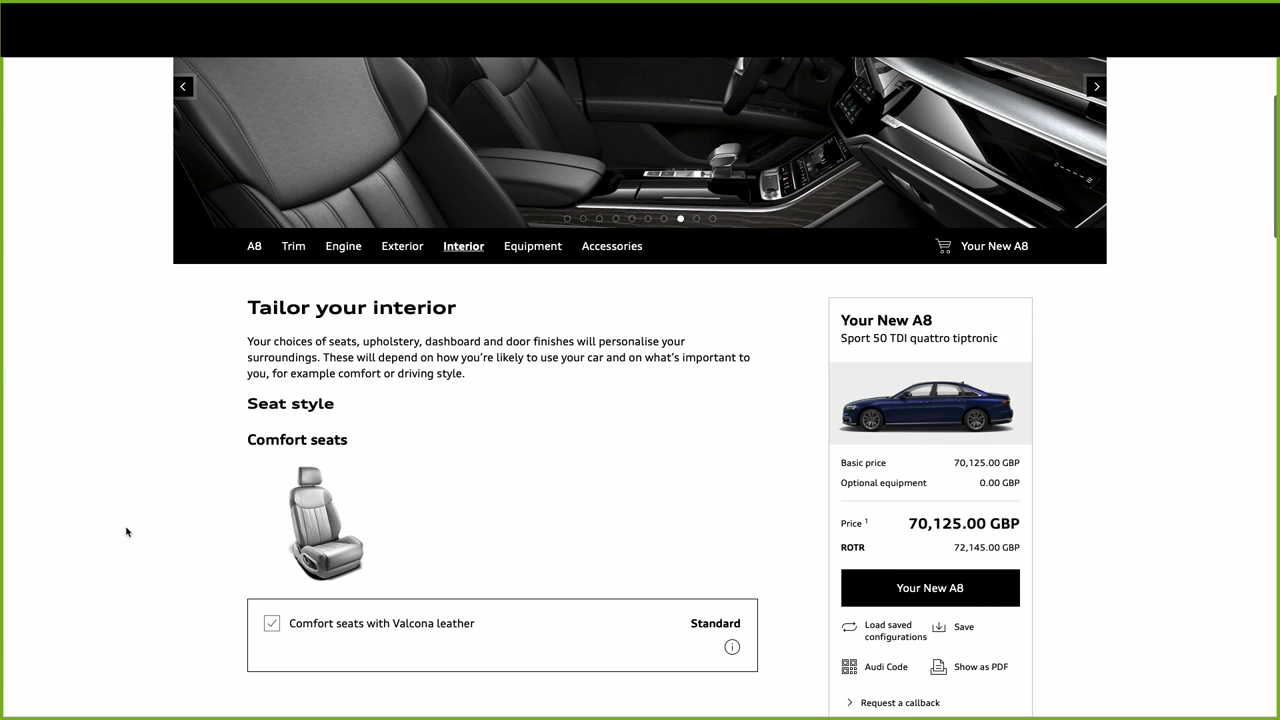 A8 Trim Engine Exterior Interior Equipment Accessories Your New A8
Tailor your interior
Your choices of seats, upholstery, dashboard and door finishes will personalise your
surroundings. These will depend on how you’re likely to use your car and on what’s important to
you, for example comfort or driving style.
Seat style
Comfort seats
Comfort seats with Valcona leather Standard
Your New A8
Sport 50 TDI quattro tiptronic
Basic price 70,125.00 GBP
Optional equipment 0.00 GBP
Price 1 70,125.00 GBP
ROTR 72,145.00 GBP
Your New A8
Load saved
configurations
Save
Audi Code
Show as PDF
Request a callback